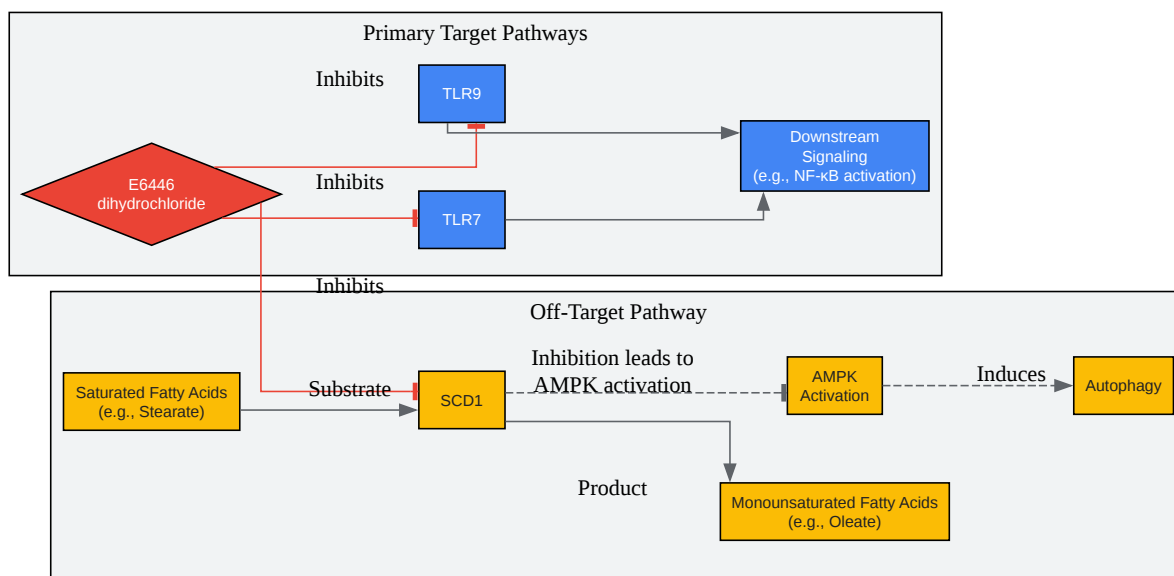 Primary Target Pathways
Inhibits
TLR9
Downstream
Signaling
(e.g., NF-κB activation)
E6446
dihydrochloride
Inhibits
TLR7
Inhibits
Off-Target Pathway
Inhibition leads to
AMPK activation
Saturated Fatty Acids
(e.g., Stearate)
Substrate
SCD1
AMPK
Activation
Induces
Autophagy
Product
Monounsaturated Fatty Acids
(e.g., Oleate)